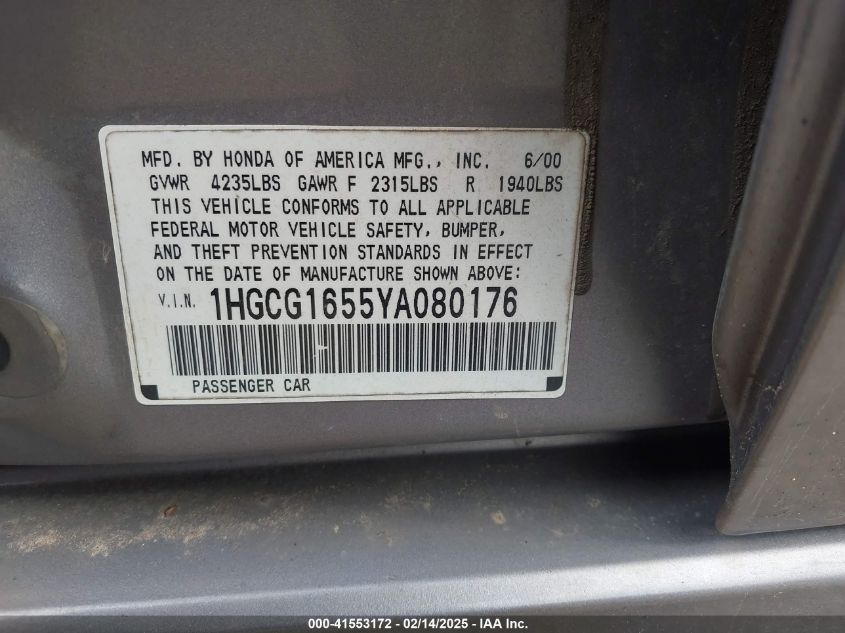 MFD. BY HONDA OF AMERICA MFG., INC. 6/00
GVWR 4235LBS GAWR F 2315LBS R 1940LBS
THIS VEHICLE CONFORMS TO ALL APPLICABLE
FEDERAL MOTOR VEHICLE SAFETY, BUMPER,
AND THEFT PREVENTION STANDARDS IN EFFECT
ON THE DATE OF MANUFACTURE SHOWN ABOVE:
V.I.N. 1HGCG1655YA080176
PASSENGER CAR
000-41553172 - 02/14/2025 - IAA Inc.